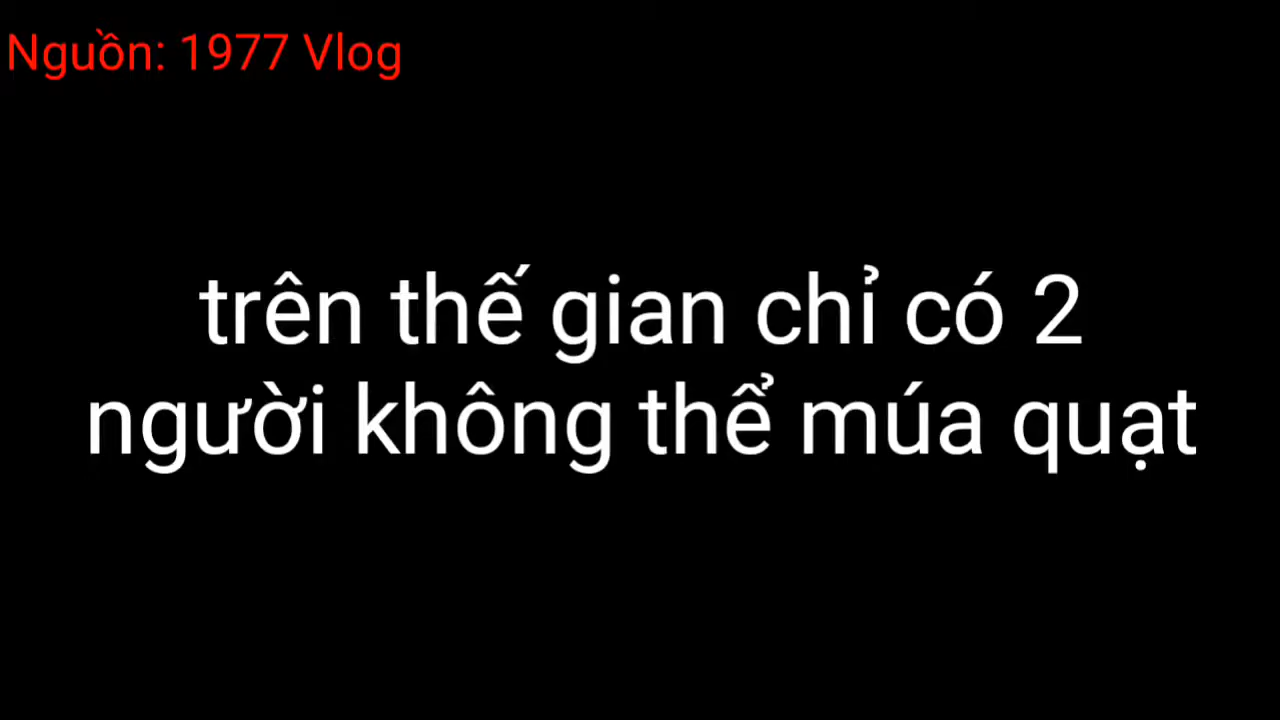 Nguồn: 1977 Vlog
trên thế gian chỉ có 2
người không thể múa quạt